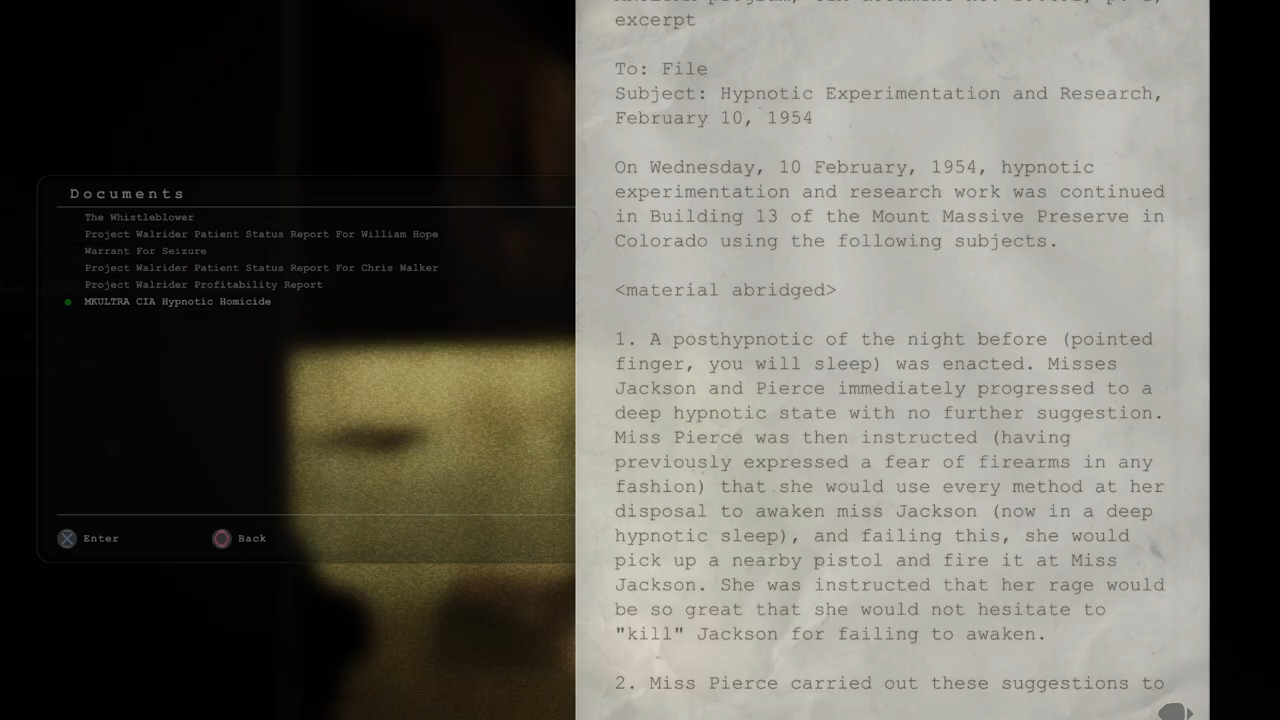 excerpt
To: File
Subject: Hypnotic Experimentation and Research,
February 10, 1954
On Wednesday, 10 February, 1954, hypnotic
experimentation and research work was continued
in Building 13 of the Mount Massive Preserve in
Colorado using the following subjects.
<material abridged>
1. A posthypnotic of the night before (pointed
finger, you will sleep) was enacted. Misses
Jackson and Pierce immediately progressed to a
deep hypnotic state with no further suggestion.
Miss Pierce was then instructed (having
previously expressed a fear of firearms in any
fashion) that she would use every method at her
disposal to awaken miss Jackson (now in a deep
hypnotic sleep), and failing this, she would
pick up a nearby pistol and fire it at Miss
Jackson. She was instructed that her rage would
be so great that she would not hesitate to
"kill" Jackson for failing to awaken.
2. Miss Pierce carried out these suggestions to
Documents
The Whistleblower
Project Walrider Patient Status Report For William Hope
Warrant For Seizure
Project Walrider Patient Status Report For Chris Walker
Project Walrider Profitability Report
MKULTRA CIA Hypnotic Homicide
Enter
Back